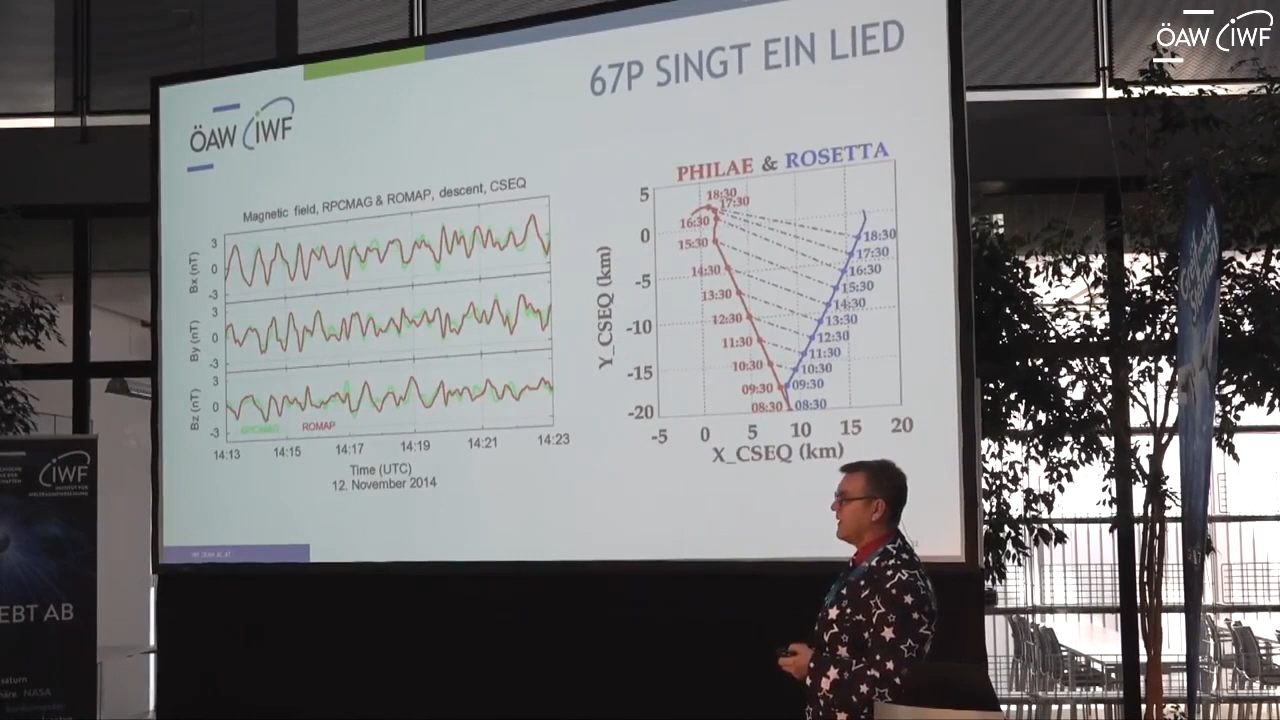 ÖAW IWF
67P SINGT EIN LIED
ÖAW IWF
Magnetic field, RPCMAG & ROMAP, descent, CSEQ
Bx (nT)
3
0
-3
By (nT)
3
0
-3
Bz (nT)
3
0
-3
RPCMAG ROMAP
14:13 14:15 14:17 14:19 14:21 14:23
Time (UTC)
12. November 2014
PHILAE & ROSETTA
Y_CSEQ (km)
5
0
-5
-10
-15
-20
18:30
17:30
16:30
15:30
14:30
13:30
12:30
11:30
10:30
09:30
08:30
18:30
17:30
16:30
15:30
14:30
13:30
12:30
11:30
10:30
09:30
08:30
-5 0 5 10 15 20
X_CSEQ (km)
IWF
INSTITUT FÜR
WELTRAUMFORSCHUNG
EBT AB
saturn
häre NASA